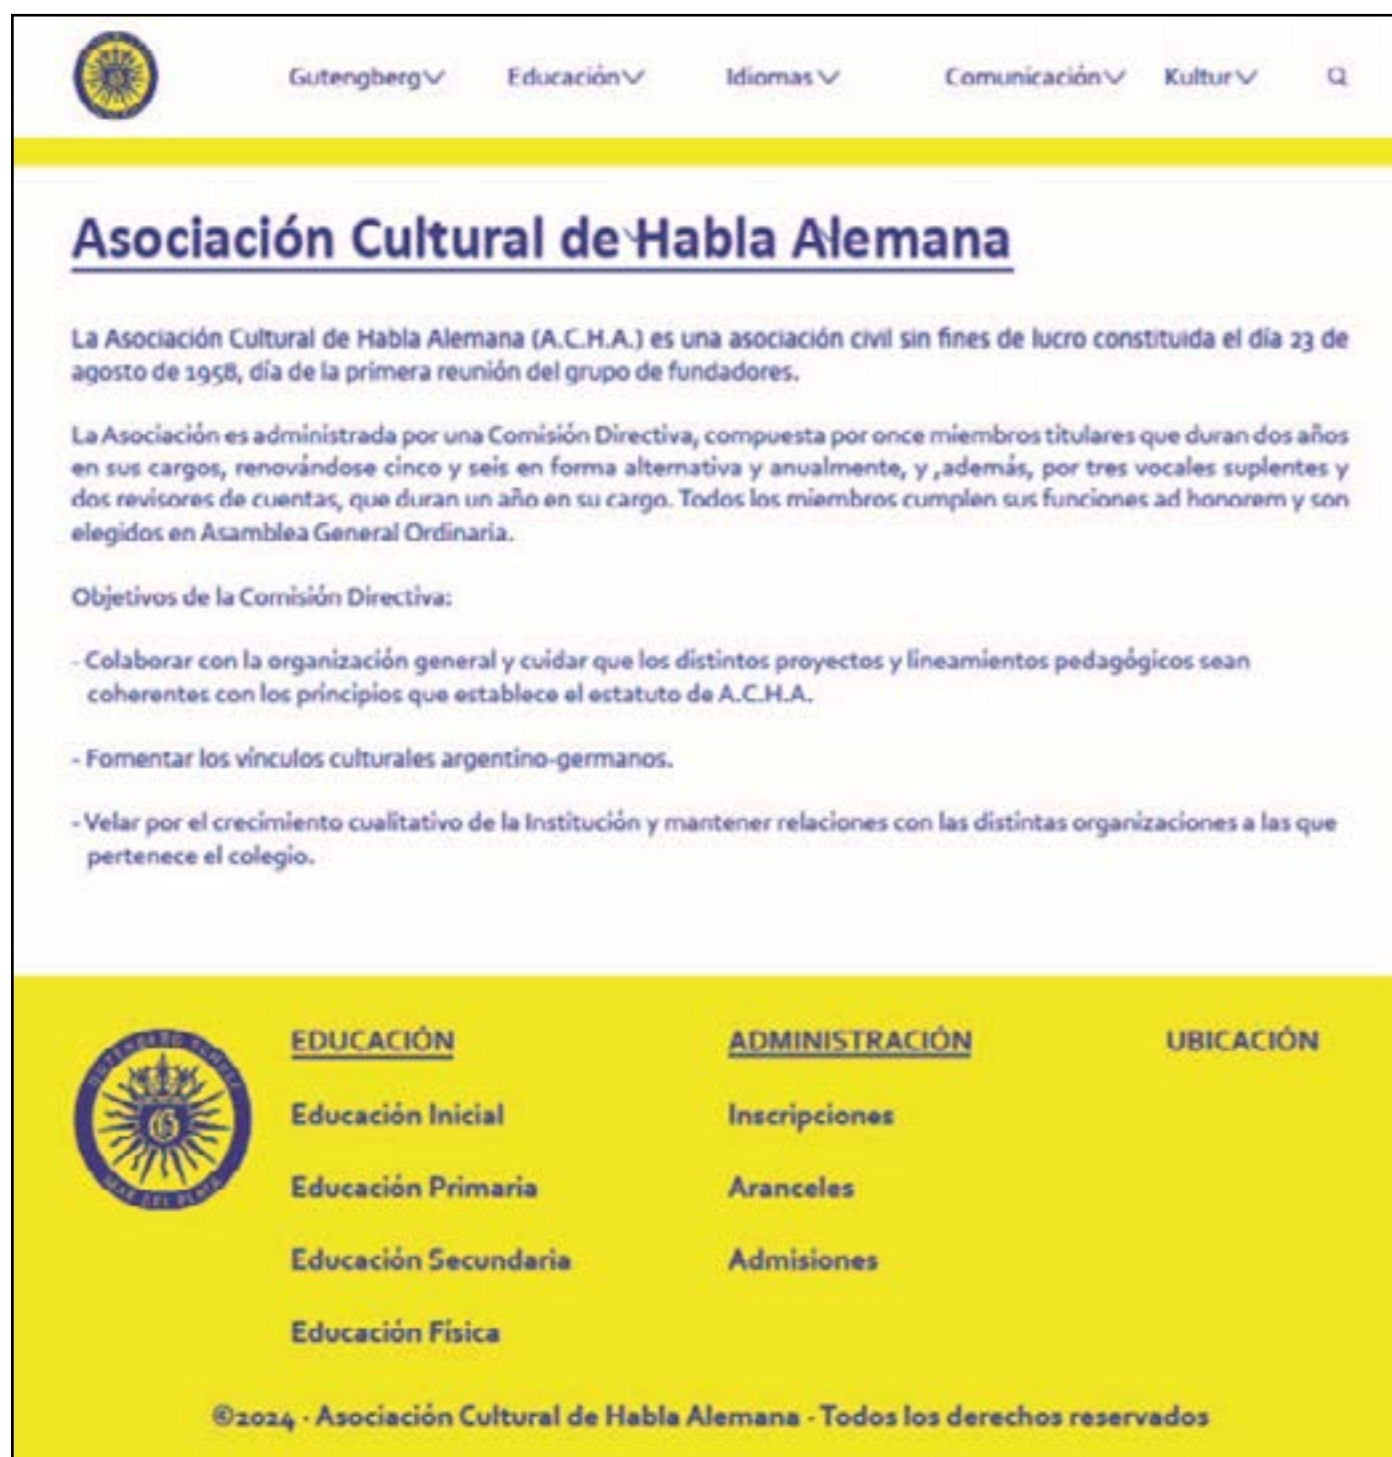 Gutengberg Educación Idiomas Comunicación Kultur
Asociación Cultural de Habla Alemana
La Asociación Cultural de Habla Alemana (A.C.H.A.) es una asociación civil sin fines de lucro constituida el día 23 de
agosto de 1958, día de la primera reunión del grupo de fundadores.
La Asociación es administrada por una Comisión Directiva, compuesta por once miembros titulares que duran dos años
en sus cargos, renovándose cinco y seis en forma alternativa y anualmente, y ,además, por tres vocales suplentes y
dos revisores de cuentas, que duran un año en su cargo. Todos los miembros cumplen sus funciones ad honorem y son
elegidos en Asamblea General Ordinaria.
Objetivos de la Comisión Directiva:
- Colaborar con la organización general y cuidar que los distintos proyectos y lineamientos pedagógicos sean
coherentes con los principios que establece el estatuto de A.C.H.A.
- Fomentar los vínculos culturales argentino-germanos.
- Velar por el crecimiento cualitativo de la Institución y mantener relaciones con las distintas organizaciones a las que
pertenece el colegio.
G
MAR DEL PLATA
EDUCACIÓN
Educación Inicial
Educación Primaria
Educación Secundaria
Educación Física
ADMINISTRACIÓN
Inscripciones
Aranceles
Admisiones
UBICACIÓN
©2024 - Asociación Cultural de Habla Alemana - Todos los derechos reservados